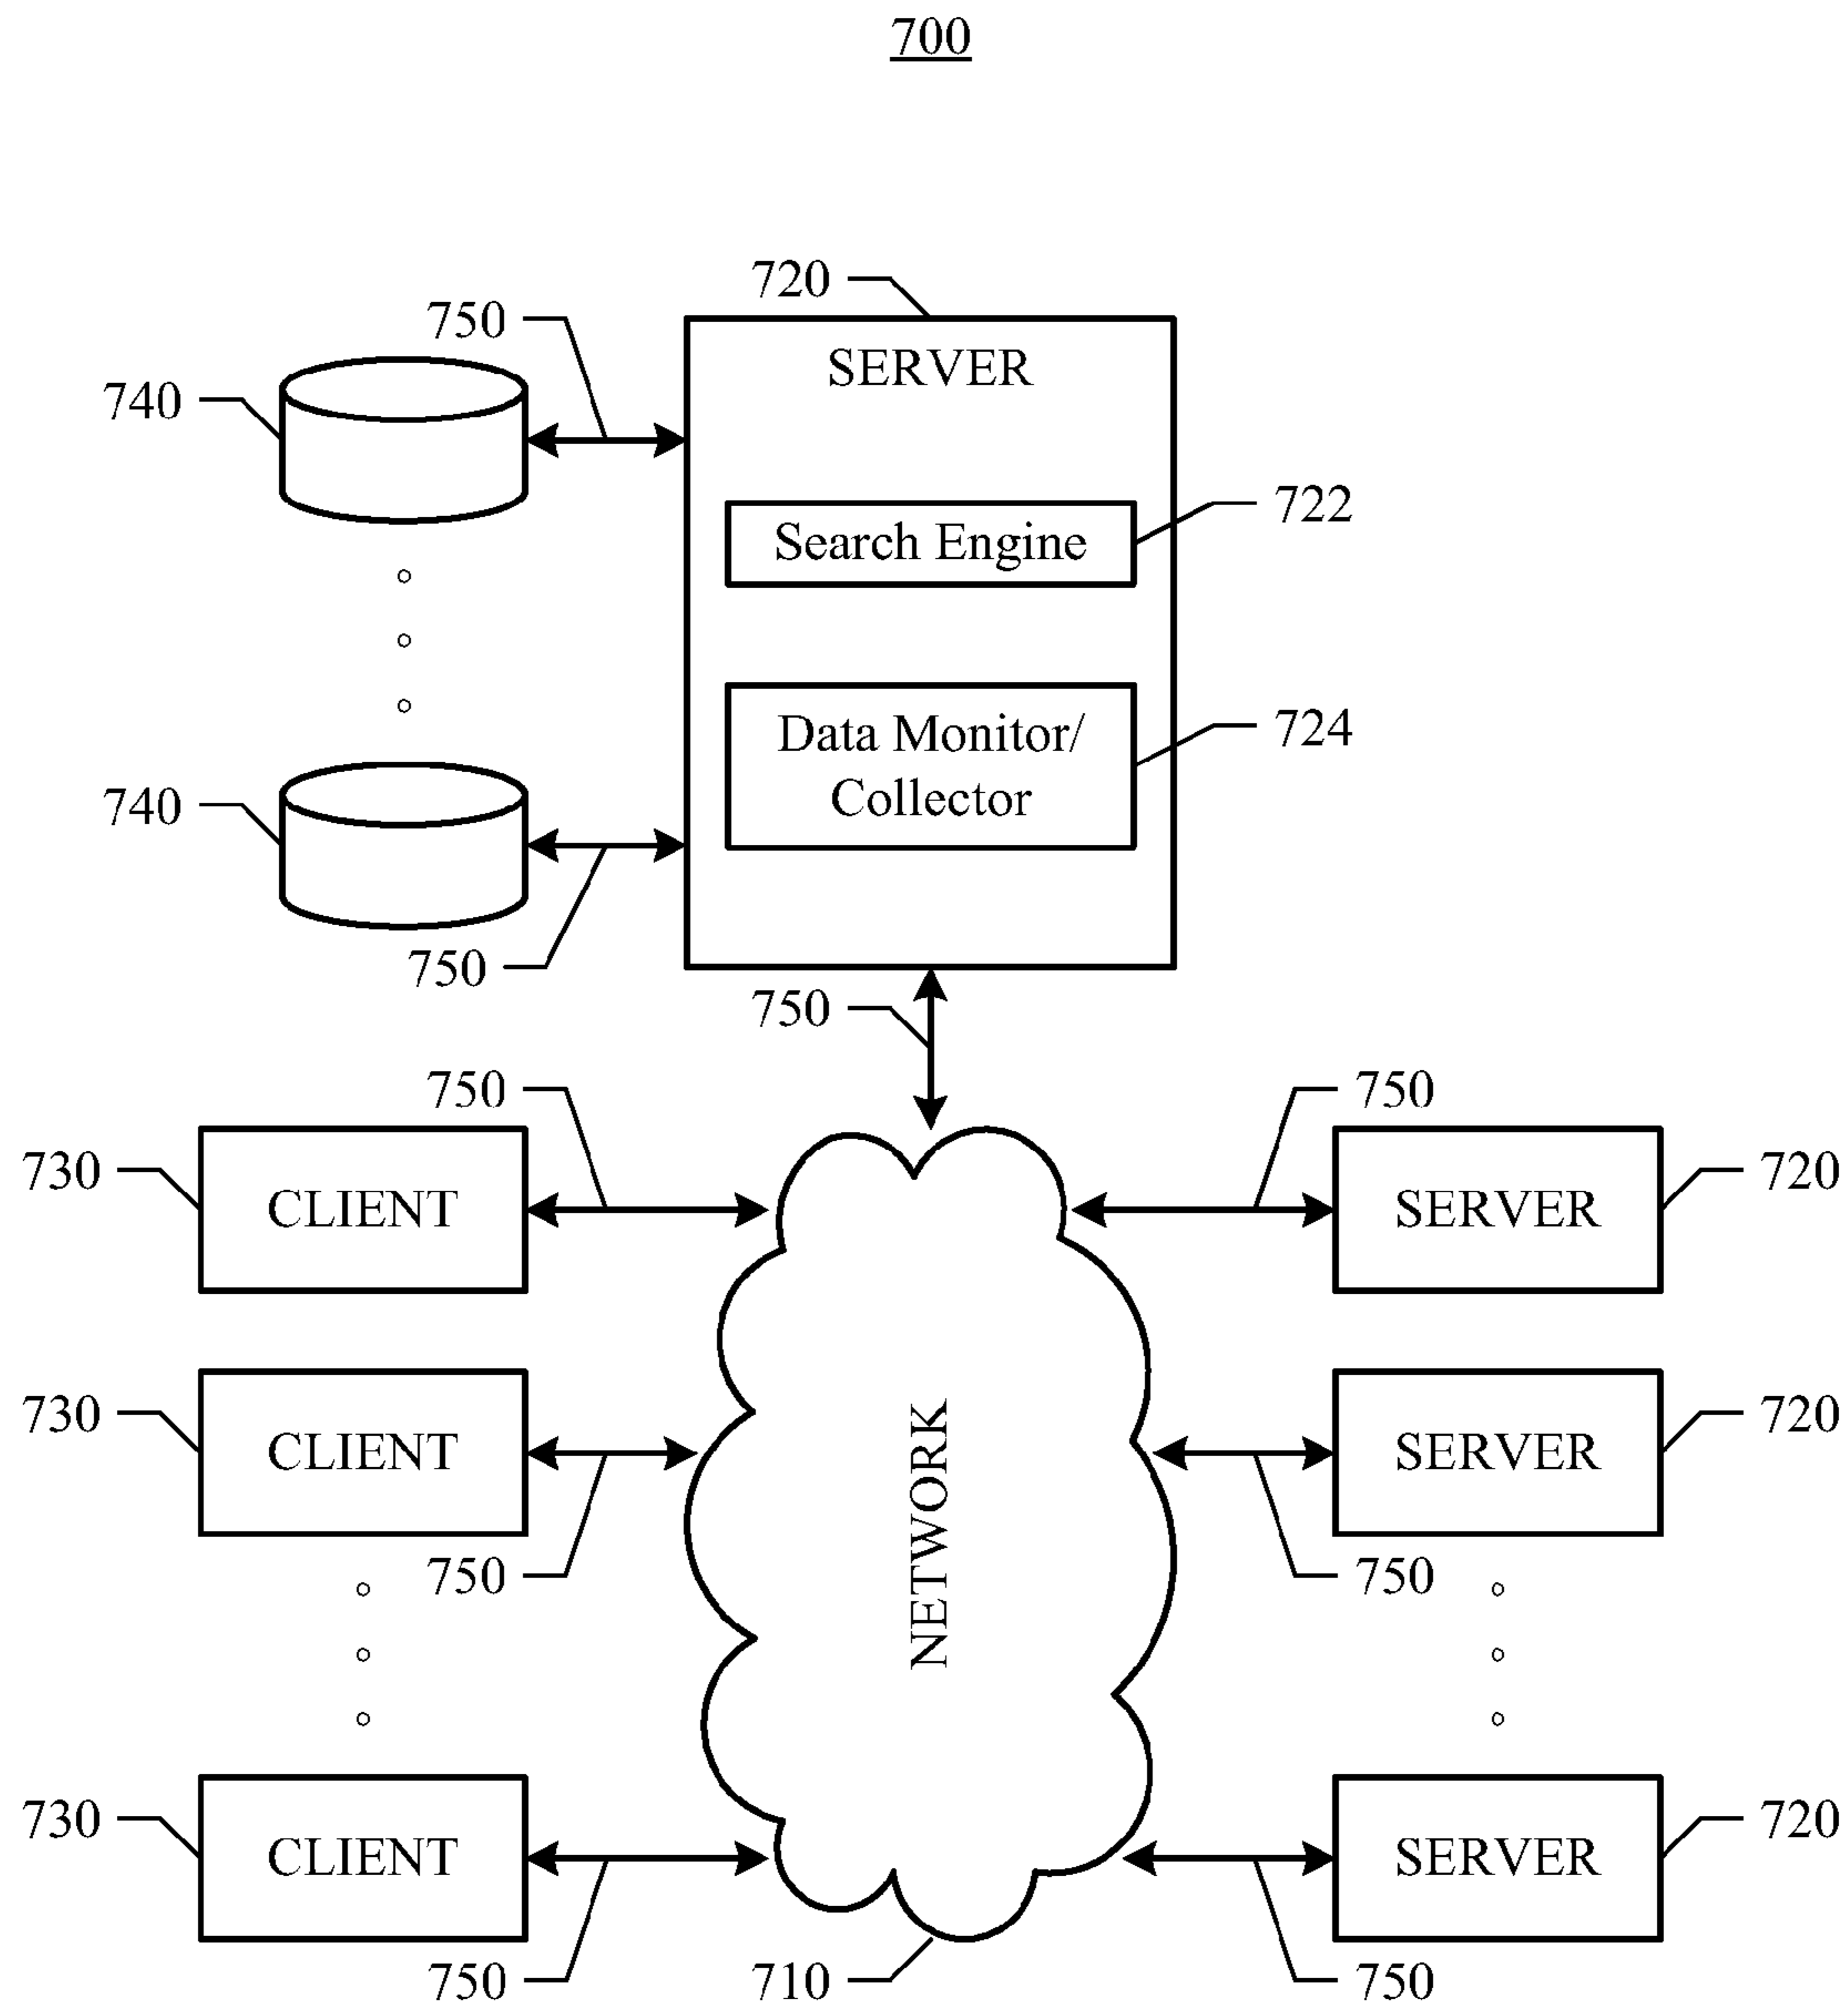 700
720
750
SERVER
740
722
Search Engine
724
Data Monitor/
Collector
740
750
750
750
750
730
CLIENT
SERVER
720
730
CLIENT
NETWORK
SERVER
720
750
750
730
CLIENT
SERVER
720
750
710
750